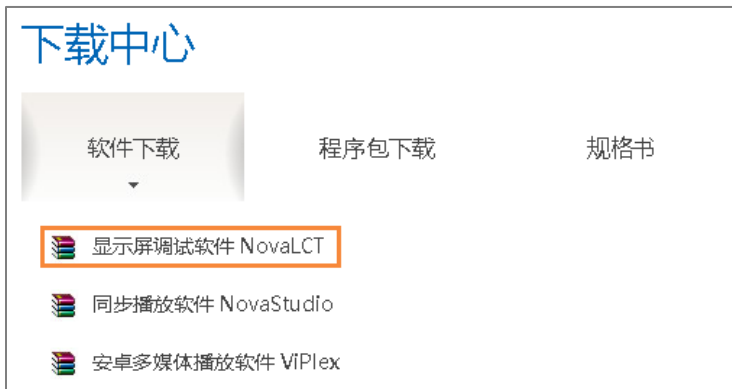 下载中心
软件下载 程序包下载 规格书
显示屏调试软件 NovaLCT
同步播放软件 NovaStudio
安卓多媒体播放软件 ViPlex